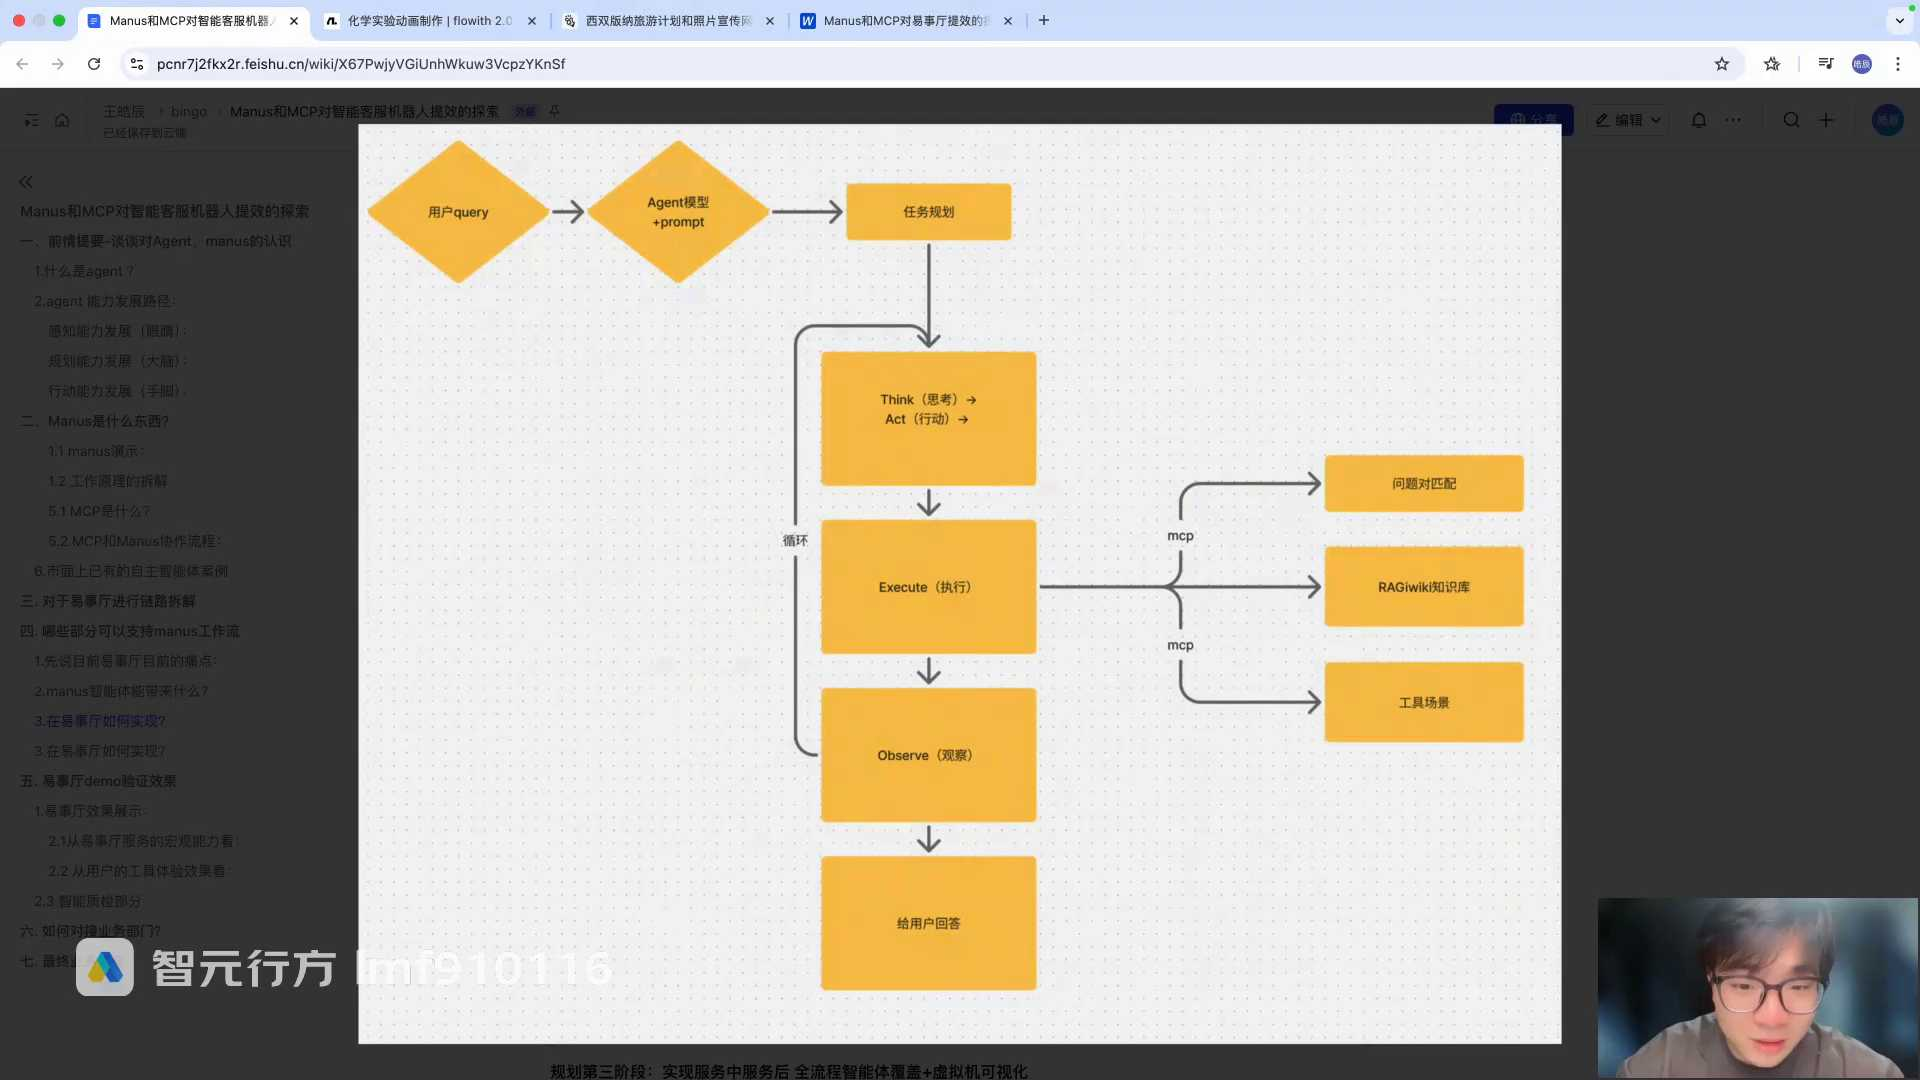 Manus和MCP对智能客服机器人
化学实验动画制作 | flowith 2.0
西双版纳旅游计划和照片宣传网
Manus和MCP对易事厅提效的探
pcnr7j2fkx2r.feishu.cn/wiki/X67PwjyVGiUnhWkuw3VcpzYKnSf
王皓辰 › bingo › Manus和MCP对智能客服机器人提效的探索 外部
已经保存到云端
分享
编辑
Manus和MCP对智能客服机器人提效的探索
一、前情提要-谈谈对Agent，manus的认识
1.什么是agent？
2.agent 能力发展路径：
感知能力发展（眼睛）：
规划能力发展（大脑）：
行动能力发展（手脚）：
二、Manus是什么东西？
1.1 manus演示：
1.2 工作原理的拆解
5.1 MCP是什么？
5.2 MCP和Manus协作流程：
6.市面上已有的自主智能体案例
三. 对于易事厅进行链路拆解
四. 哪些部分可以支持manus工作流
1.先说目前易事厅目前的痛点：
2.manus智能体能带来什么？
3.在易事厅如何实现？
3.在易事厅如何实现？
五. 易事厅demo验证效果
1.易事厅效果展示：
2.1从易事厅服务的宏观能力看：
2.2 从用户的工具体验效果看：
2.3 智能质检部分
六. 如何对接业务部门？
七. 最终
用户query
Agent模型
+prompt
任务规划
Think（思考）→
Act（行动）→
循环
Execute（执行）
mcp
mcp
问题对匹配
RAGiwiki知识库
工具场景
Observe（观察）
给用户回答
智元行方 lmf910116
规划第三阶段：实现服务中服务后 全流程智能体覆盖+虚拟机可视化